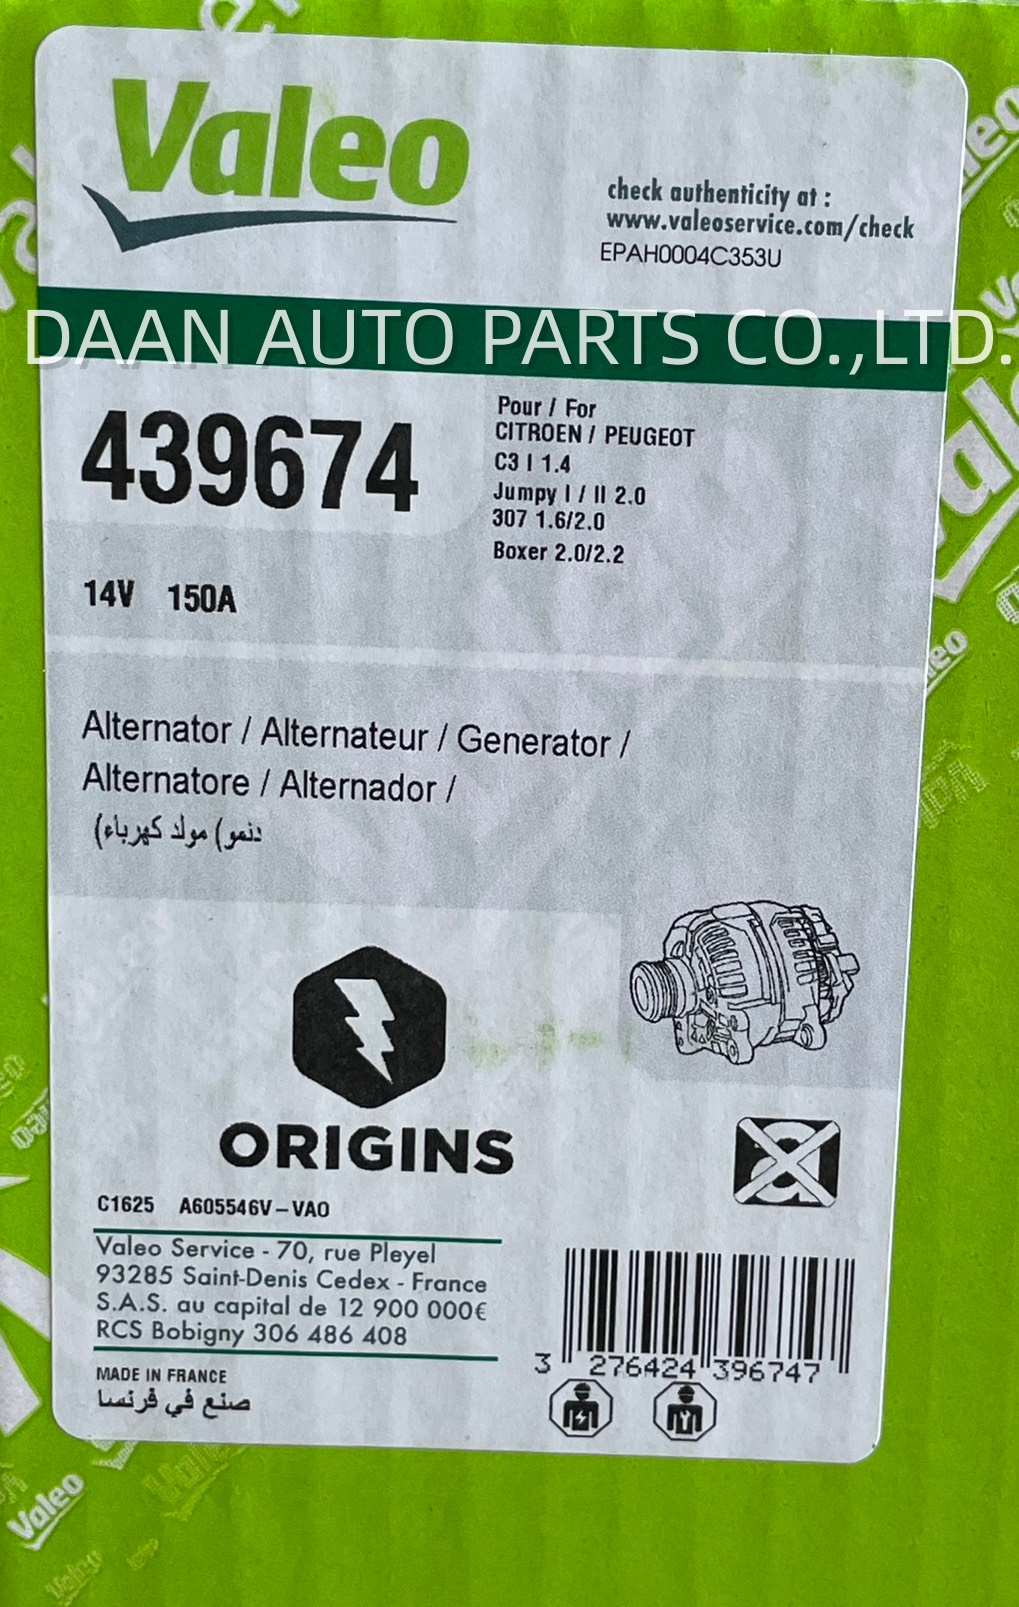 Valeo
check authenticity at :
www.valeoservice.com/check
EPAH0004C353U
DAAN AUTO PARTS CO.,LTD.
439674
Pour / For
CITROEN / PEUGEOT
C3 I 1.4
Jumpy I / II 2.0
307 1.6/2.0
Boxer 2.0/2.2
14V 150A
Alternator / Alternateur / Generator /
Alternatore / Alternador /
دنمو) مولد كهرباء)
ORIGINS
C1625 A605546V-VAO
Valeo Service - 70, rue Pleyel
93285 Saint-Denis Cedex - France
S.A.S. au capital de 12 900 000€
RCS Bobigny 306 486 408
MADE IN FRANCE
صنع في فرنسا
3 276424 396747
Valeo